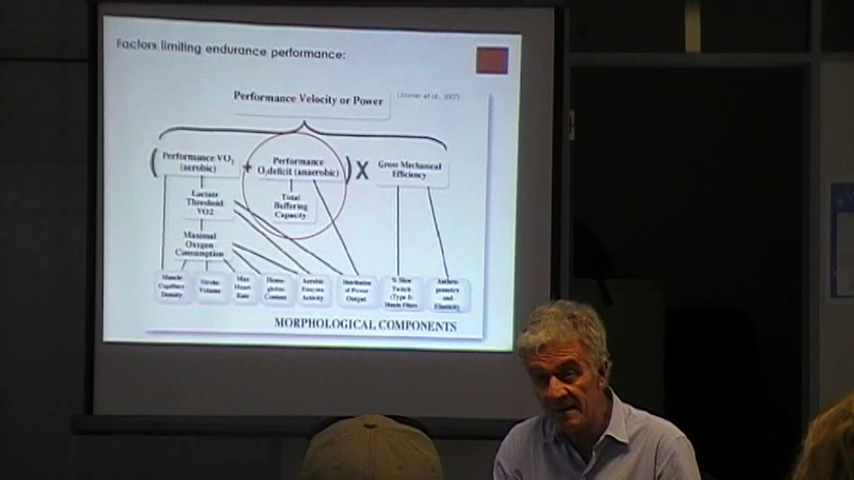 Factors limiting endurance performance:
(Joyner et al., 2007)
Performance Velocity or Power
( Performance VO2
(aerobic)
+
Performance
O2deficit (anaerobic)
) X
Gross Mechanical
Efficiency
Lactate
Threshold
VO2
Total
Buffering
Capacity
Maximal
Oxygen
Consumption
Muscle
Capillary
Density
Stroke
Volume
Max
Heart
Rate
Hemo-
globin
Content
Aerobic
Enzyme
Activity
Distribution
of Power
Output
% Slow
Twitch
(Type I)
Muscle Fibers
Anthro-
pometry
and
Elasticity
MORPHOLOGICAL COMPONENTS